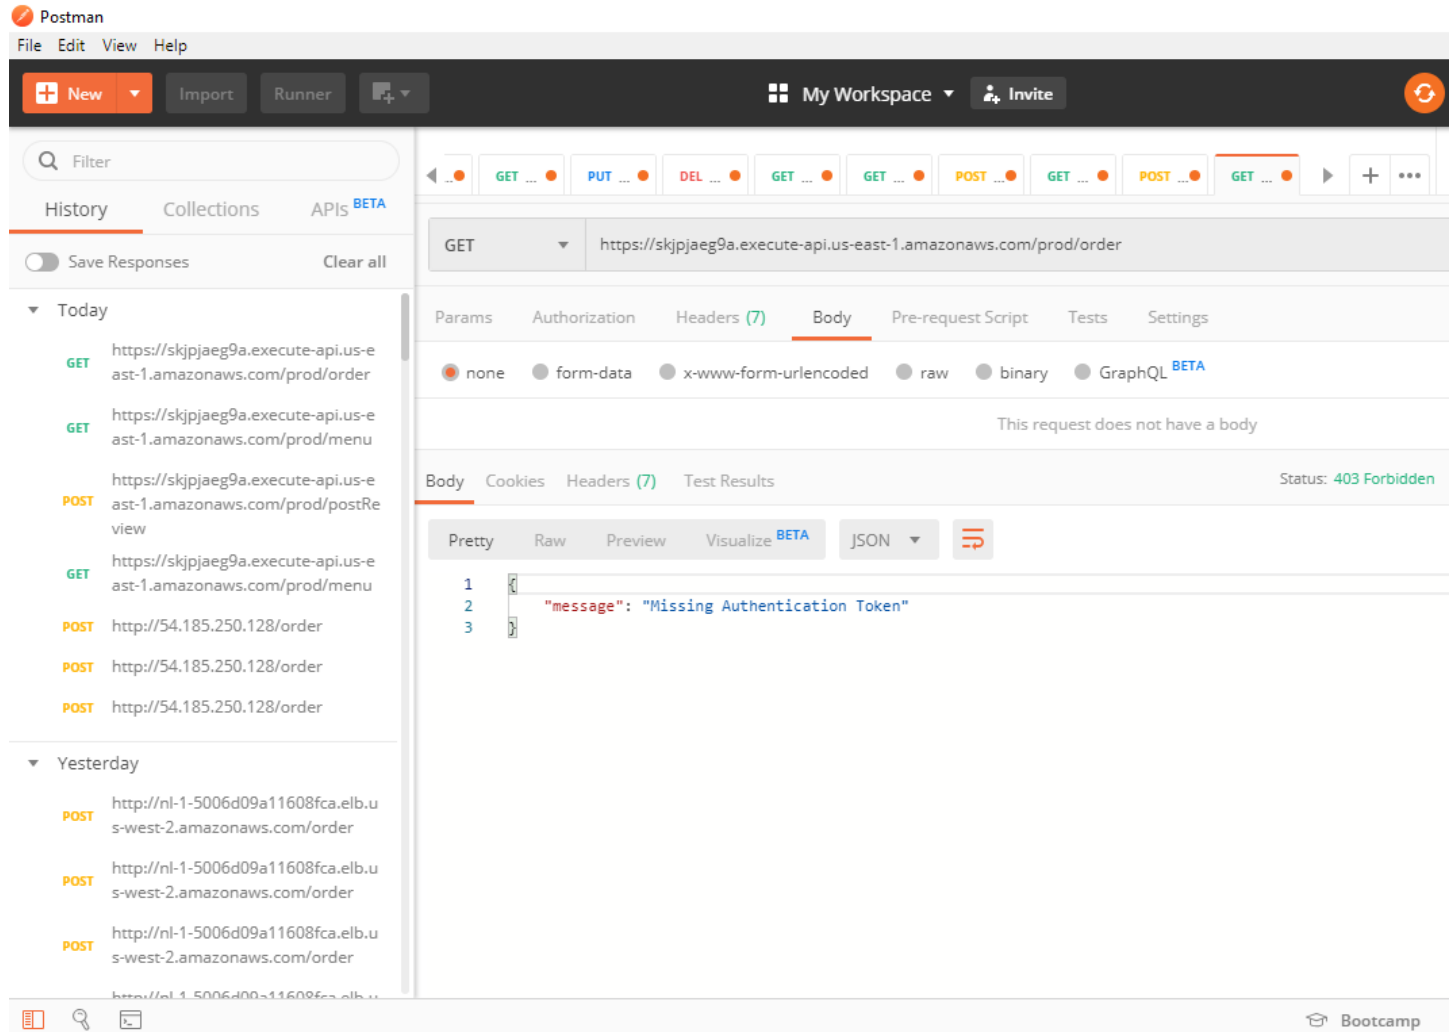 Postman
File Edit View Help
New Import Runner My Workspace Invite
Filter
History Collections APIs BETA
Save Responses Clear all
Today
GET https://skjpjaeg9a.execute-api.us-e
ast-1.amazonaws.com/prod/order
GET https://skjpjaeg9a.execute-api.us-e
ast-1.amazonaws.com/prod/menu
POST https://skjpjaeg9a.execute-api.us-e
ast-1.amazonaws.com/prod/postRe
view
GET https://skjpjaeg9a.execute-api.us-e
ast-1.amazonaws.com/prod/menu
POST http://54.185.250.128/order
POST http://54.185.250.128/order
POST http://54.185.250.128/order
Yesterday
POST http://nl-1-5006d09a11608fca.elb.u
s-west-2.amazonaws.com/order
POST http://nl-1-5006d09a11608fca.elb.u
s-west-2.amazonaws.com/order
POST http://nl-1-5006d09a11608fca.elb.u
s-west-2.amazonaws.com/order
http://nl-1-5006d09a11608fca.elb.u
... GET ... PUT ... DEL ... GET ... GET ... POST ... GET ... POST ... GET ...
GET https://skjpjaeg9a.execute-api.us-east-1.amazonaws.com/prod/order
Params Authorization Headers (7) Body Pre-request Script Tests Settings
none form-data x-www-form-urlencoded raw binary GraphQL BETA
This request does not have a body
Body Cookies Headers (7) Test Results Status: 403 Forbidden
Pretty Raw Preview Visualize BETA JSON
1 {
2 "message": "Missing Authentication Token"
3 }
Bootcamp